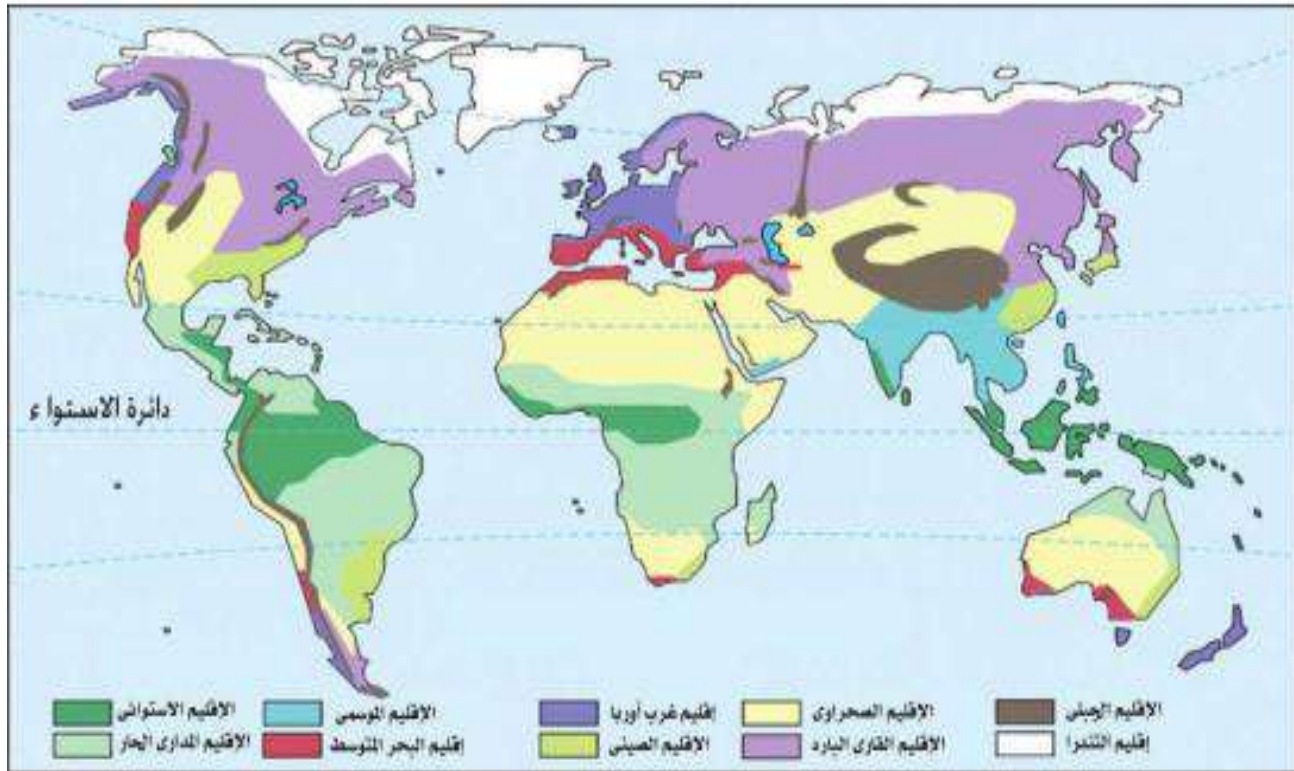 دائرة الاستواء
الإقليم الجبلى
الإقليم الصحراوى
إقليم غرب أوربا
الإقليم الموسمى
الإقليم الاستوائى
إقليم التندرا
الإقليم القارى البارد
الإقليم الصينى
إقليم البحر المتوسط
الإقليم المدارى الحار